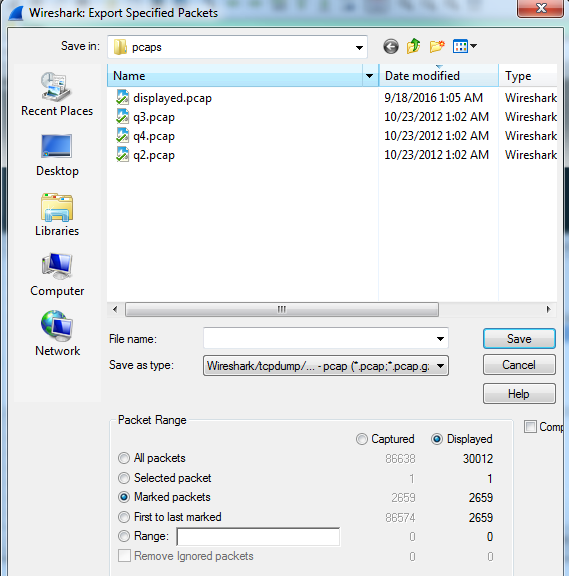 Wireshark: Export Specified Packets
Save in: pcaps
Name Date modified Type
displayed.pcap 9/18/2016 1:05 AM Wireshark
q3.pcap 10/23/2012 1:02 AM Wireshark
q4.pcap 10/23/2012 1:02 AM Wireshark
q2.pcap 10/23/2012 1:02 AM Wireshark
Recent Places
Desktop
Libraries
Computer
Network
File name: Save
Save as type: Wireshark/tcpdump/... - pcap (*.pcap;*.pcap.g Cancel
Help
Packet Range Comp
Captured Displayed
All packets 86638 30012
Selected packet 1 1
Marked packets 2659 2659
First to last marked 86574 2659
Range: 0 0
Remove Ignored packets 0 0